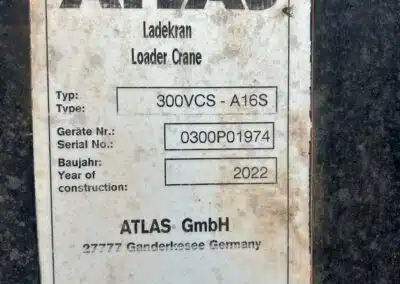 ATLAS
Ladekran
Loader Crane
Typ:
Type:
300VCS - A16S
Geräte Nr.:
Serial No.:
0300P01974
Baujahr:
Year of
construction:
2022
ATLAS GmbH
27777 Ganderkesee Germany